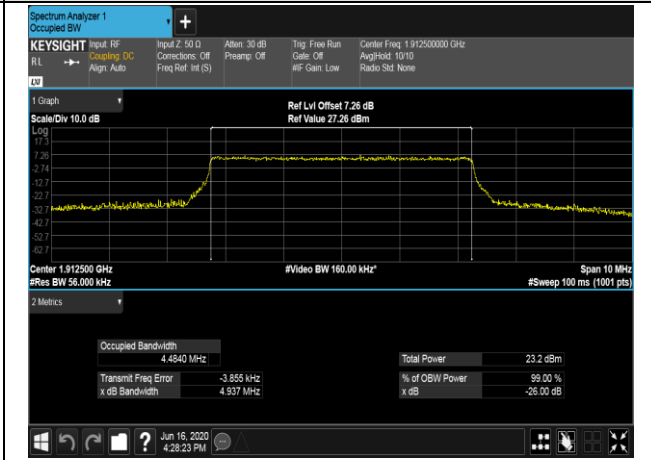 Spectrum Analyzer 1
Occupied BW
+
KEYSIGHT
R L
LXI
Input: RF
Coupling: DC
Align: Auto
Input Z: 50 Ω
Corrections: Off
Freq Ref: Int (S)
Atten: 30 dB
Preamp: Off
Trig: Free Run
Gate: Off
#IF Gain: Low
Center Freq: 1.912500000 GHz
Avg|Hold: 10/10
Radio Std: None
1 Graph
Scale/Div 10.0 dB
Ref Lvl Offset 7.26 dB
Ref Value 27.26 dBm
Log
17.3
7.26
-2.74
-12.7
-22.7
-32.7
-42.7
-52.7
-62.7
Center 1.912500 GHz
#Video BW 160.00 kHz*
Span 10 MHz
#Res BW 56.000 kHz
#Sweep 100 ms (1001 pts)
2 Metrics
Occupied Bandwidth
4.4840 MHz
Total Power 23.2 dBm
Transmit Freq Error -3.855 kHz
% of OBW Power 99.00 %
x dB Bandwidth 4.937 MHz
x dB -26.00 dB
?
Jun 16, 2020
4:28:23 PM